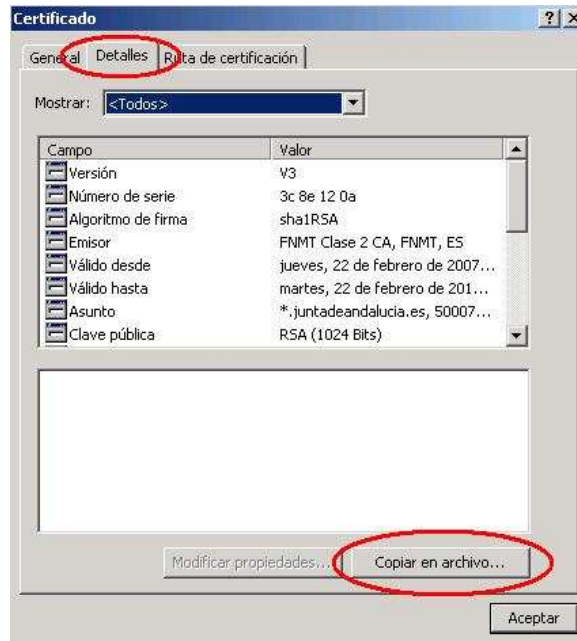 Certificado
General Detalles Ruta de certificación
Mostrar: <Todos>
Campo Valor
Versión V3
Número de serie 3c 8e 12 0a
Algoritmo de firma sha1RSA
Emisor FNMT Clase 2 CA, FNMT, ES
Válido desde jueves, 22 de febrero de 2007...
Válido hasta martes, 22 de febrero de 201...
Asunto *.juntadeandalucia.es, 50007...
Clave pública RSA (1024 Bits)
Modificar propiedades... Copiar en archivo...
Aceptar